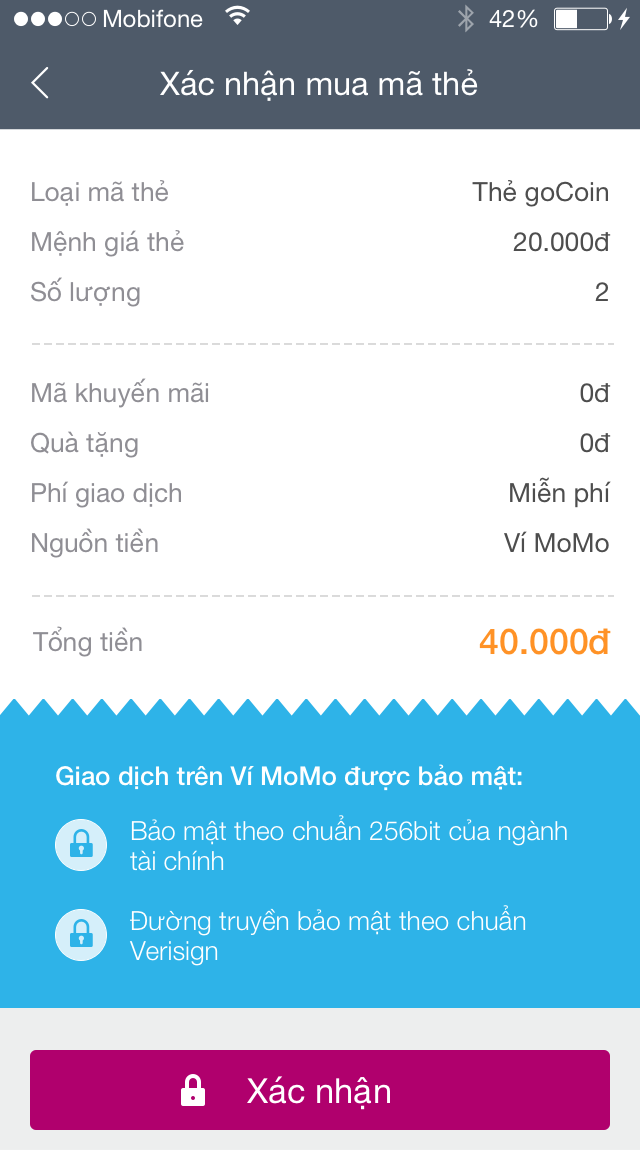 Mobifone 42%
Xác nhận mua mã thẻ
Loại mã thẻ Thẻ goCoin
Mệnh giá thẻ 20.000đ
Số lượng 2
Mã khuyến mãi 0đ
Quà tặng 0đ
Phí giao dịch Miễn phí
Nguồn tiền Ví MoMo
Tổng tiền 40.000đ
Giao dịch trên Ví MoMo được bảo mật:
Bảo mật theo chuẩn 256bit của ngành
tài chính
Đường truyền bảo mật theo chuẩn
Verisign
Xác nhận